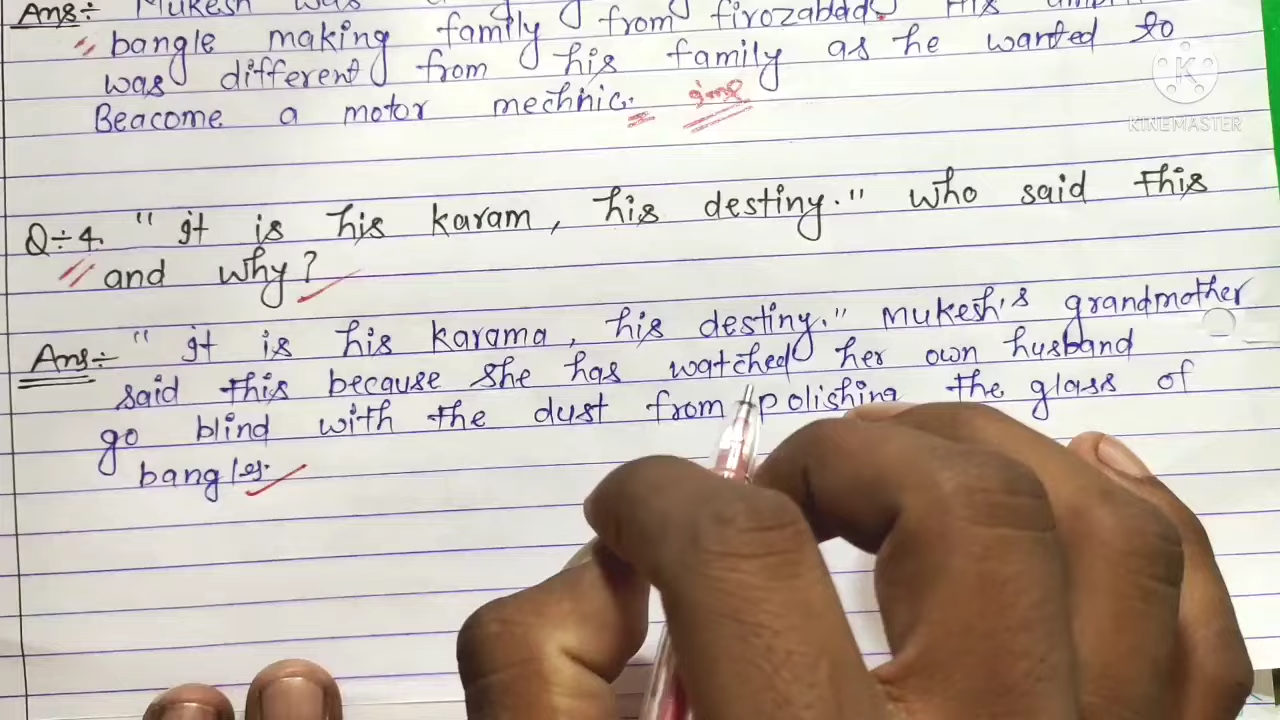 Ans÷ Mukesh was a
bangle making family from firozabad. His
was different from his family as he wanted to
Beacome a motor mechnic. imp
K
KINEMASTER
Q÷4. "it is his karam, his destiny." who said this
and why?
Ans÷ "it is his karama, his destiny." Mukesh's grandmother
said this because she has watched her own husband
go blind with the dust from polishing the glass of
bangles.